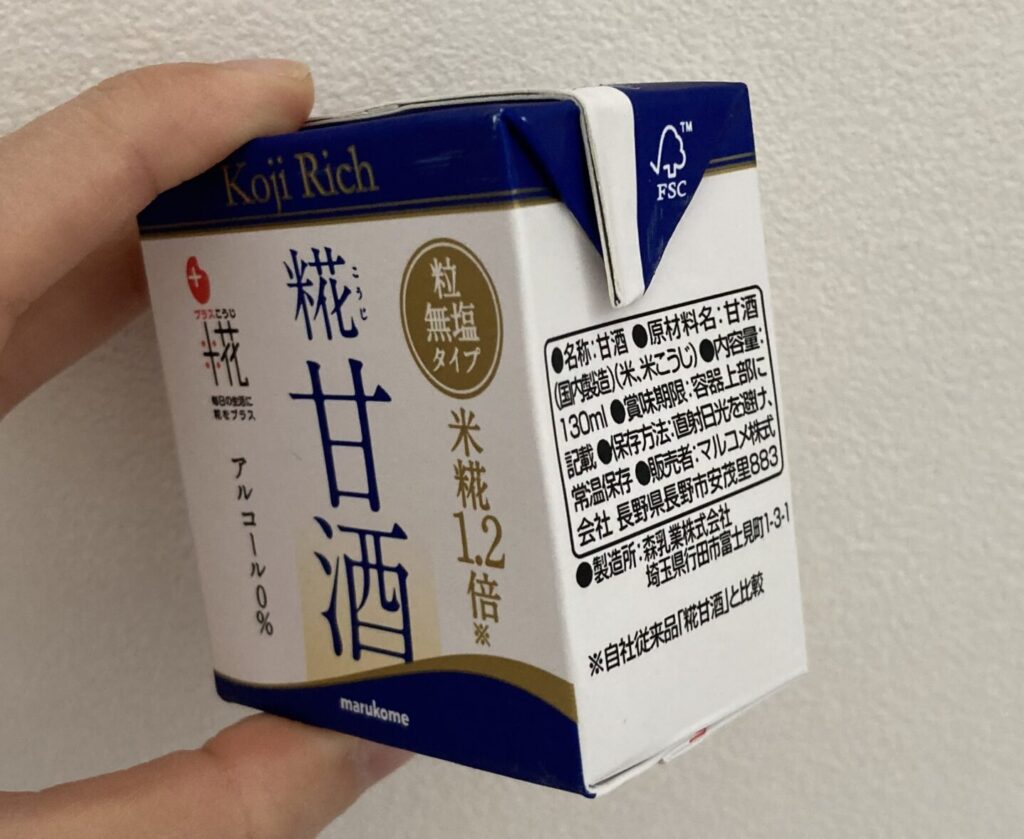 Koji Rich
プラスこうじ
糀
毎日の生活に
糀をプラス
アルコール0%
糀甘酒
こうじ
粒
無塩
タイプ
米糀1.2倍※
marukome
TM
FSC
●名称:甘酒 ●原材料名:甘酒
(国内製造)(米、米こうじ) ●内容量:
130ml ●賞味期限:容器上部に
記載 ●保存方法:直射日光を避け、
常温保存 ●販売者:マルコメ株式
会社 長野県長野市安茂里883
●製造所:森乳業株式会社
埼玉県行田市富士見町1-3-1
※自社従来品「糀甘酒」と比較